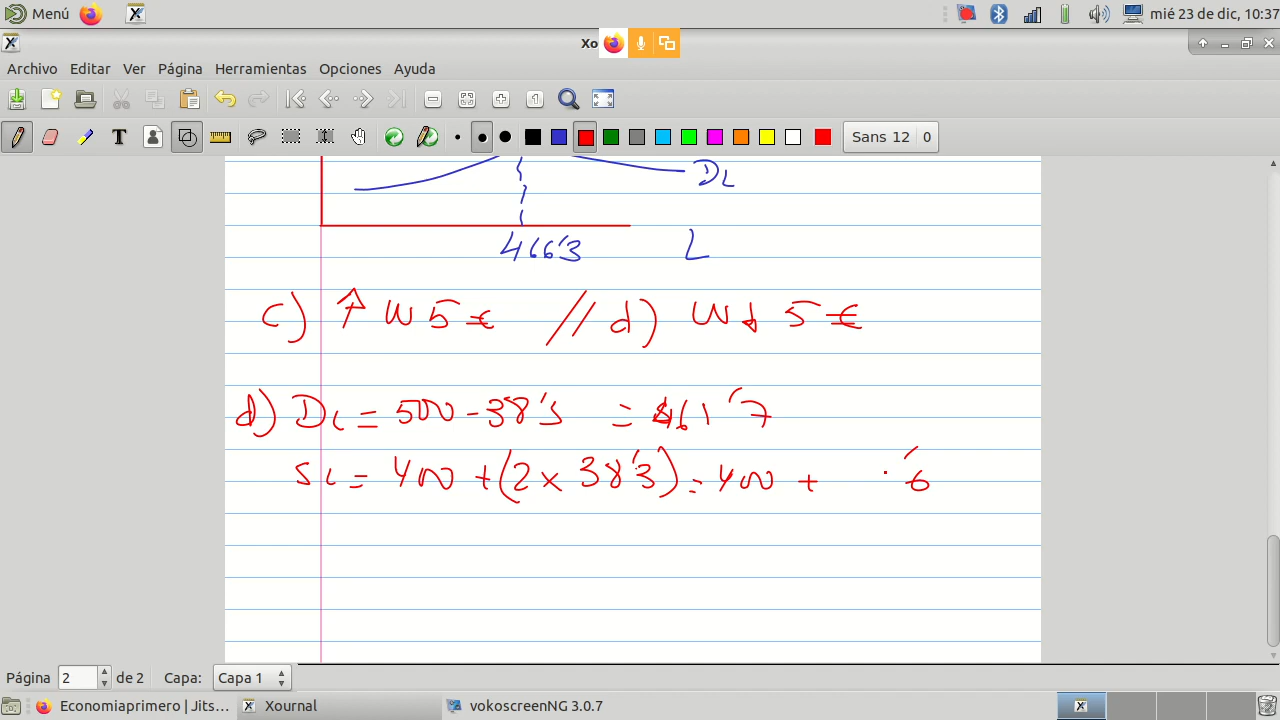 Menú mié 23 de dic, 10:37
Xo
Archivo Editar Ver Página Herramientas Opciones Ayuda
Sans 12 0
DL
466'3 L
c) ↑ W 5 € // d) W ↓ 5 €
d) DL = 500 - 38'3 = 461'7
SL = 400 + (2 x 38'3) = 400 + '6
Página 2 de 2 Capa: Capa 1
Economiaprimero | Jits... Xournal vokoscreenNG 3.0.7